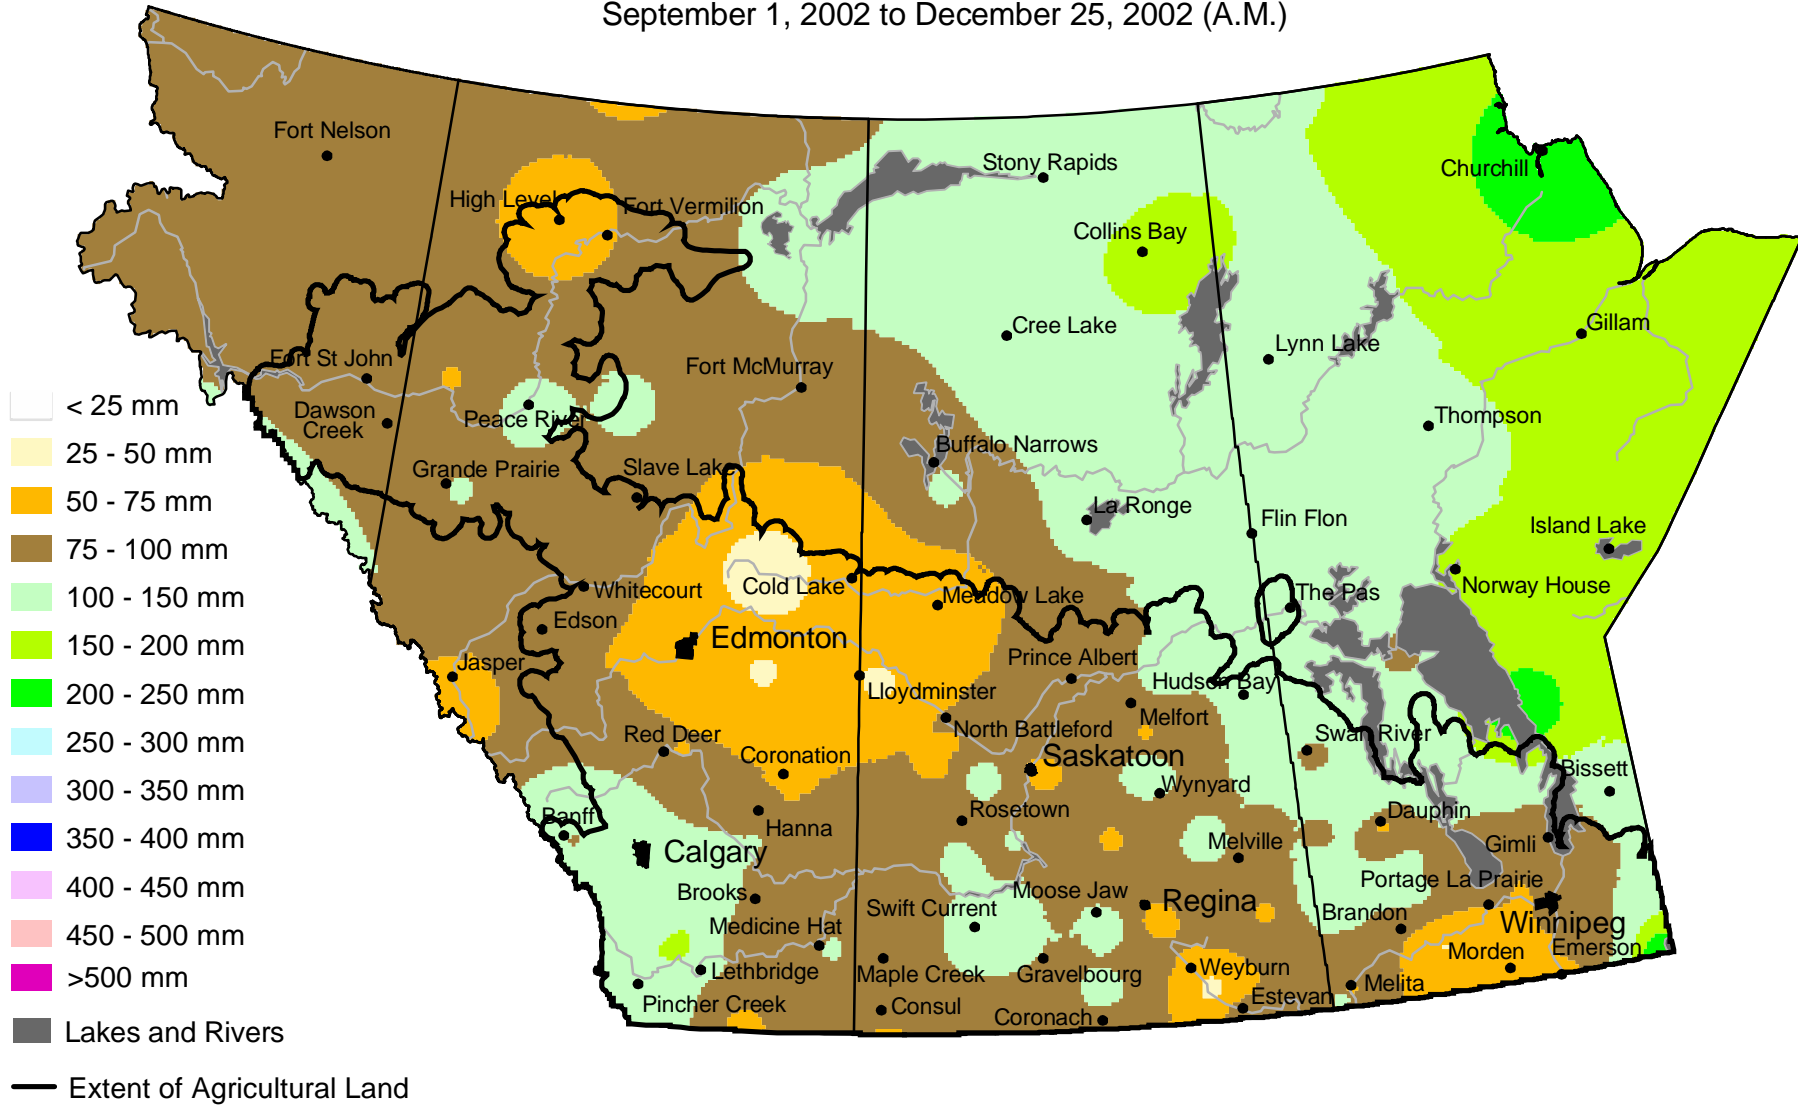 September 1, 2002 to December 25, 2002 (A.M.)
Fort Nelson
High Level
Fort Vermilion
Stony Rapids
Churchill
Collins Bay
Cree Lake
Lynn Lake
Gillam
Fort St John
Fort McMurray
Dawson
Creek
Peace River
Thompson
Buffalo Narrows
Grande Prairie
Slave Lake
La Ronge
Flin Flon
Island Lake
Whitecourt
Cold Lake
Meadow Lake
The Pas
Norway House
Edson
Edmonton
Jasper
Prince Albert
Hudson Bay
Lloydminster
North Battleford
Melfort
Red Deer
Coronation
Saskatoon
Swan River
Bissett
Wynyard
Banff
Hanna
Rosetown
Dauphin
Gimli
Calgary
Melville
Brooks
Moose Jaw
Regina
Portage La Prairie
Swift Current
Brandon
Winnipeg
Medicine Hat
Morden
Emerson
Lethbridge
Maple Creek
Gravelbourg
Weyburn
Melita
Pincher Creek
Consul
Coronach
Estevan
< 25 mm
25 - 50 mm
50 - 75 mm
75 - 100 mm
100 - 150 mm
150 - 200 mm
200 - 250 mm
250 - 300 mm
300 - 350 mm
350 - 400 mm
400 - 450 mm
450 - 500 mm
>500 mm
Lakes and Rivers
Extent of Agricultural Land